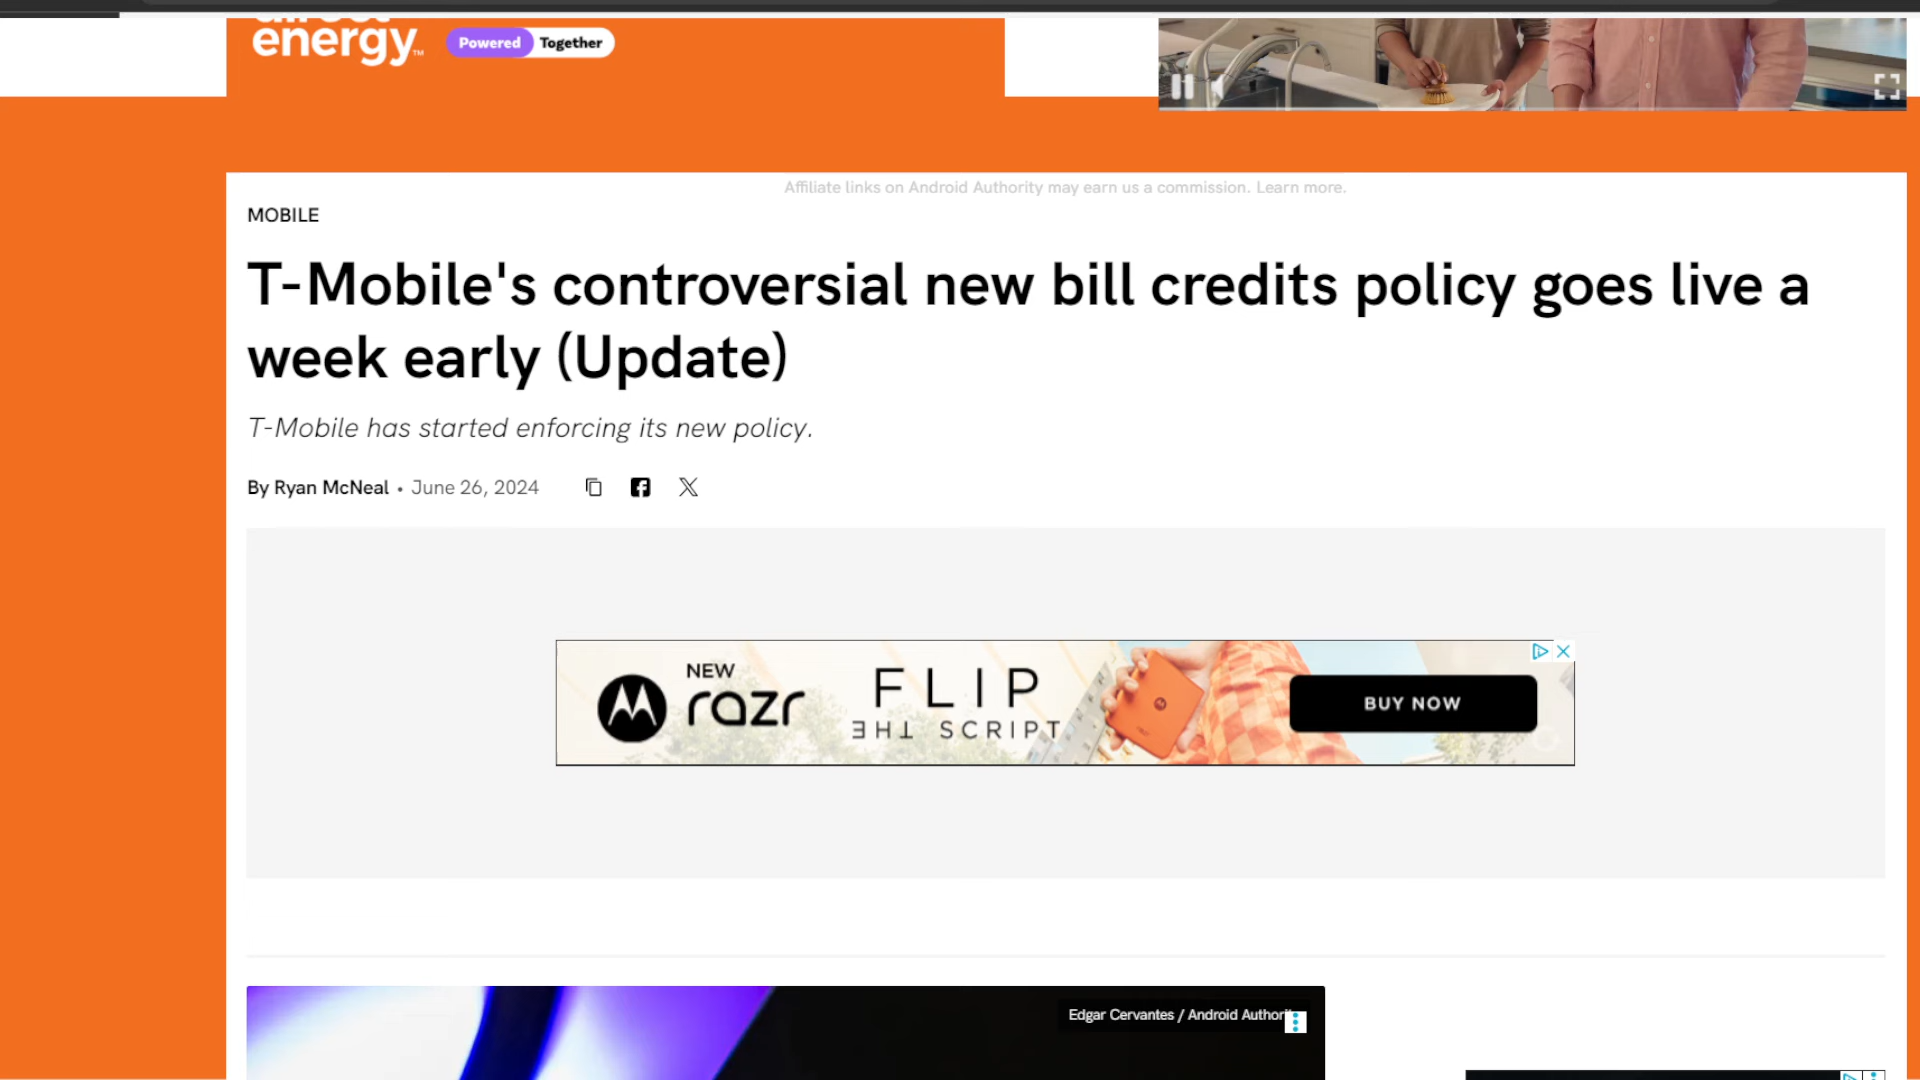 energy™ Powered Together
Affiliate links on Android Authority may earn us a commission. Learn more.
MOBILE
T-Mobile's controversial new bill credits policy goes live a
week early (Update)
T-Mobile has started enforcing its new policy.
By Ryan McNeal • June 26, 2024
NEW
razr
FLIP
THE SCRIPT
BUY NOW
Edgar Cervantes / Android